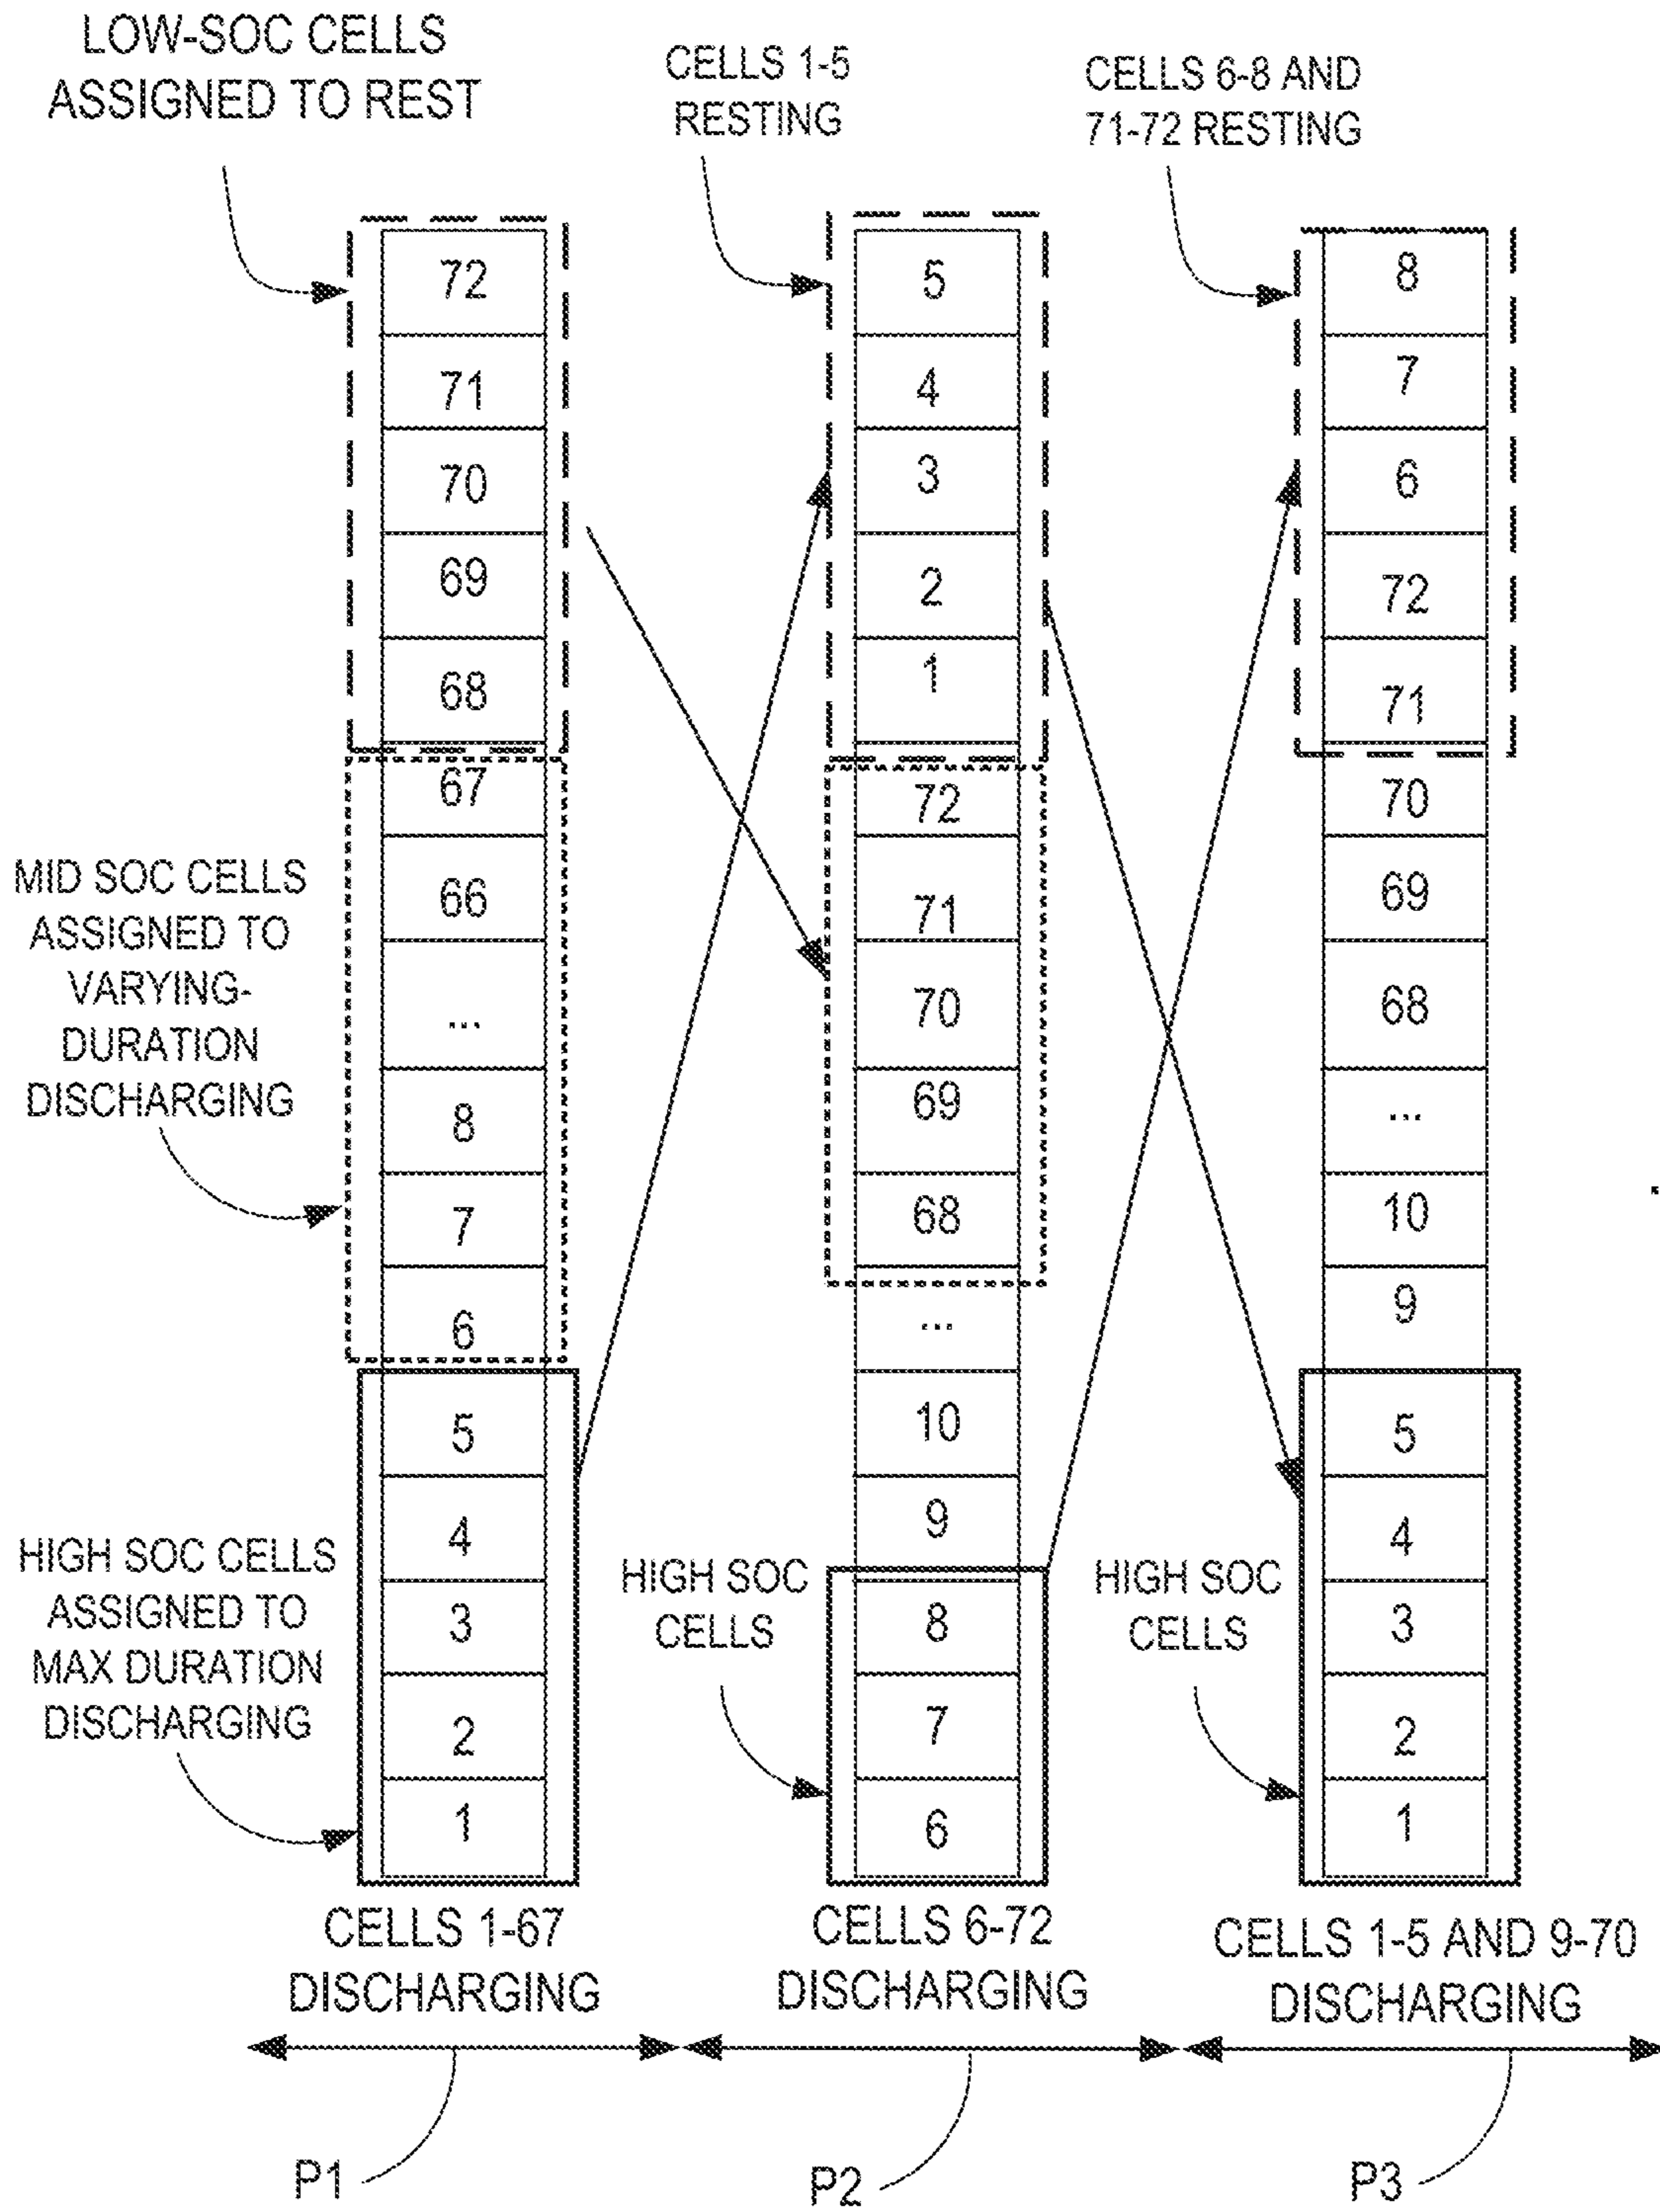 LOW-SOC CELLS
ASSIGNED TO REST
CELLS 1-5
RESTING
CELLS 6-8 AND
71-72 RESTING
72
71
70
69
68
67
66
...
8
7
6
5
4
3
2
1
MID SOC CELLS
ASSIGNED TO
VARYING-
DURATION
DISCHARGING
HIGH SOC CELLS
ASSIGNED TO
MAX DURATION
DISCHARGING
CELLS 1-67
DISCHARGING
P1
5
4
3
2
1
72
71
70
69
68
...
10
9
8
7
6
HIGH SOC
CELLS
CELLS 6-72
DISCHARGING
P2
8
7
6
72
71
70
69
68
...
10
9
5
4
3
2
1
HIGH SOC
CELLS
CELLS 1-5 AND 9-70
DISCHARGING
P3